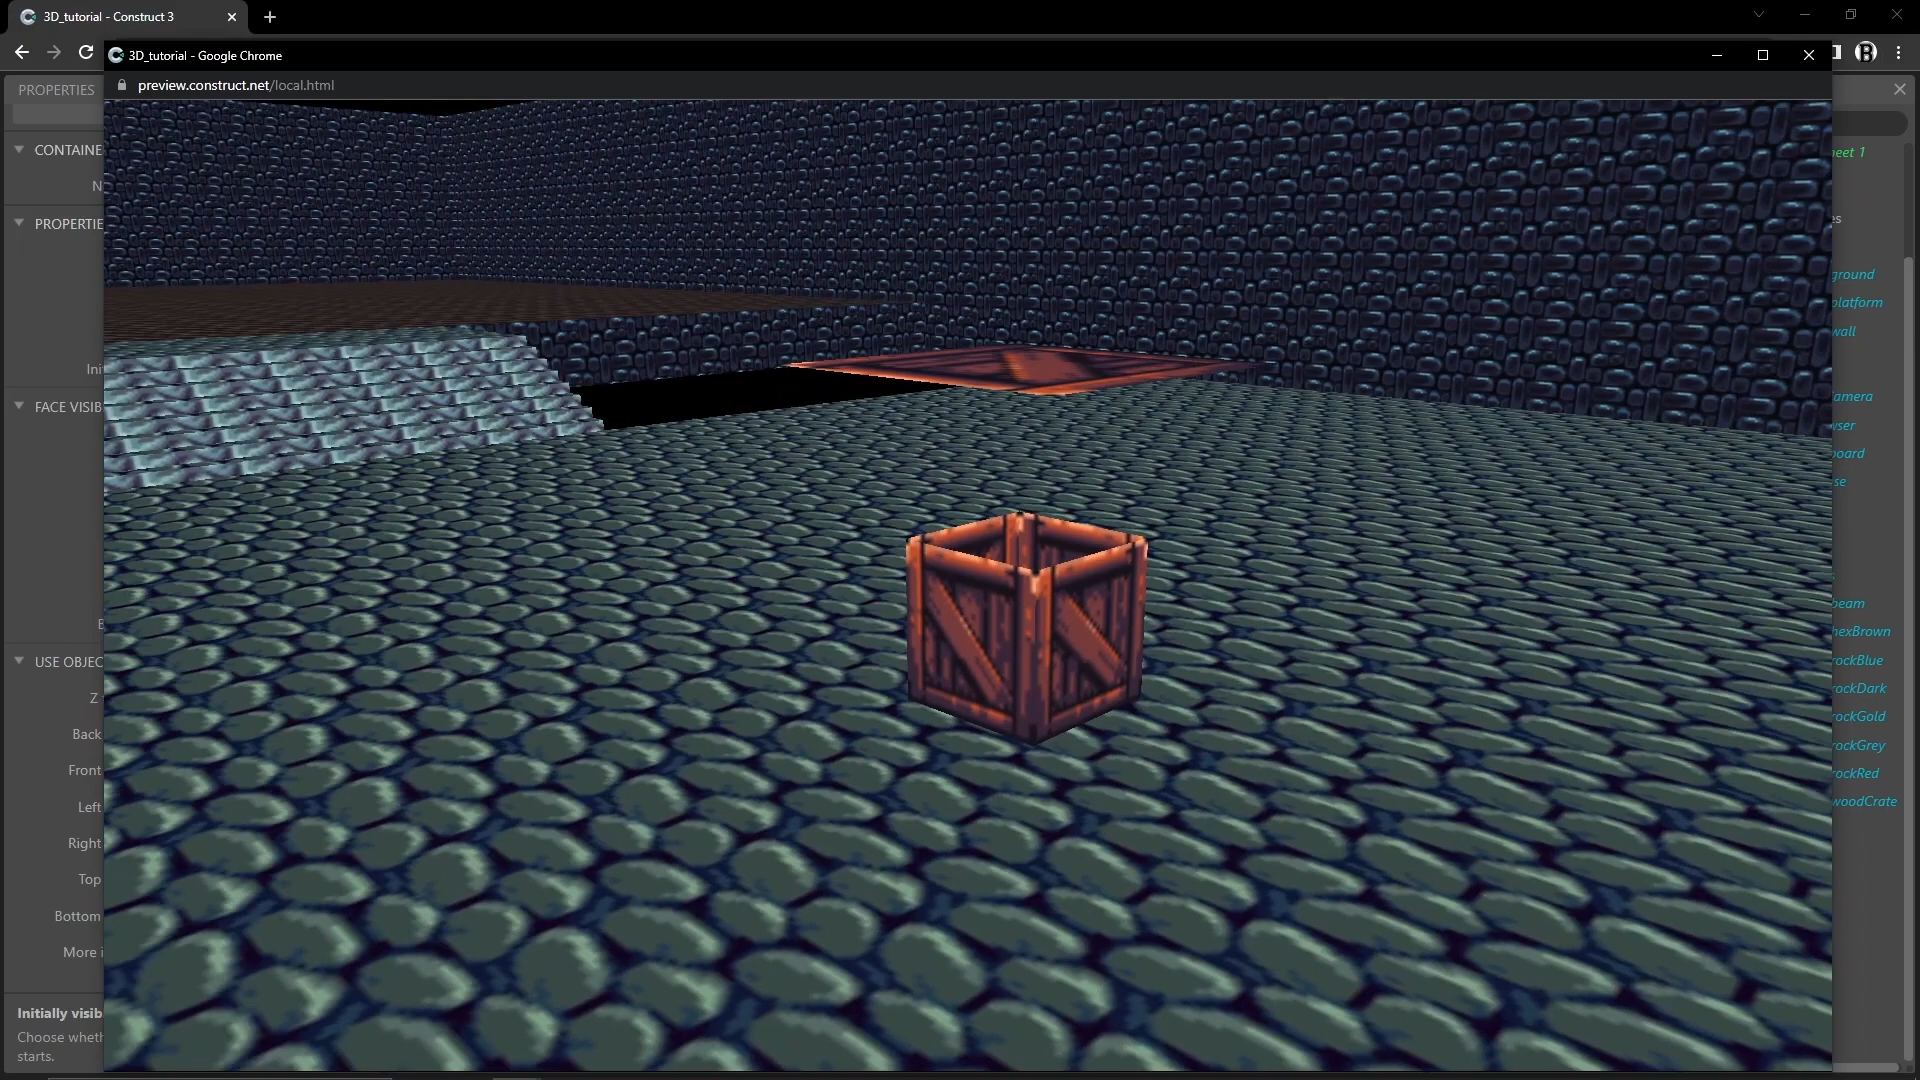 3D_tutorial - Construct 3
3D_tutorial - Google Chrome
preview.construct.net/local.html
PROPERTIES
CONTAINE
N
PROPERTIE
Ini
FACE VISIB
B
USE OBJEC
Z
Back
Front
Left
Right
Top
Bottom
More i
Initially visib
Choose wheth
starts.
B
eet 1
es
ground
platform
wall
amera
wser
board
se
beam
hexBrown
rockBlue
rockDark
rockGold
rockGrey
rockRed
woodCrate